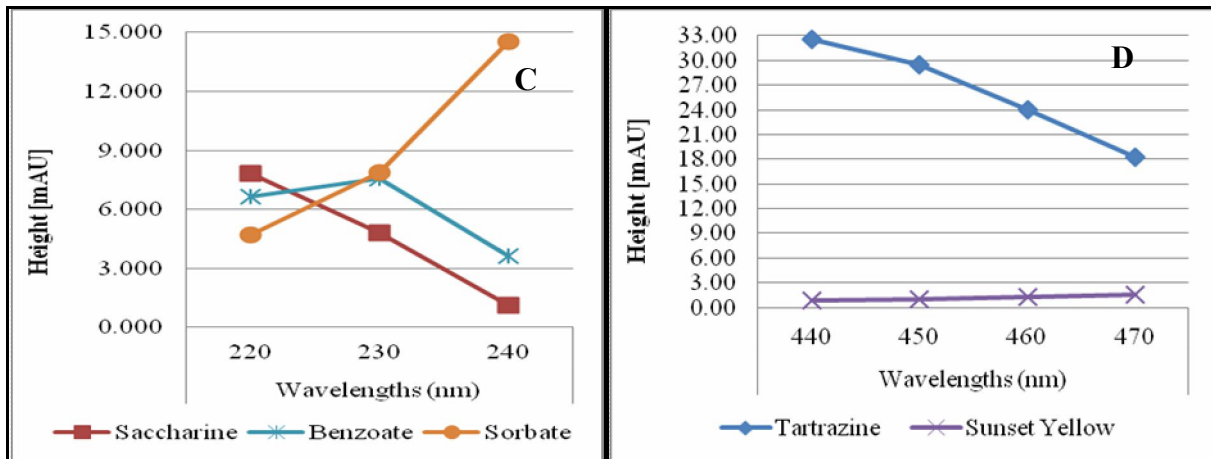 C
15.000
12.000
9.000
6.000
3.000
0.000
Height [mAU]
220 230 240
Wavelengths (nm)
Saccharine Benzoate Sorbate
D
33.00
30.00
27.00
24.00
21.00
18.00
15.00
12.00
9.00
6.00
3.00
0.00
Height [mAU]
440 450 460 470
Wavelengths (nm)
Tartrazine Sunset Yellow